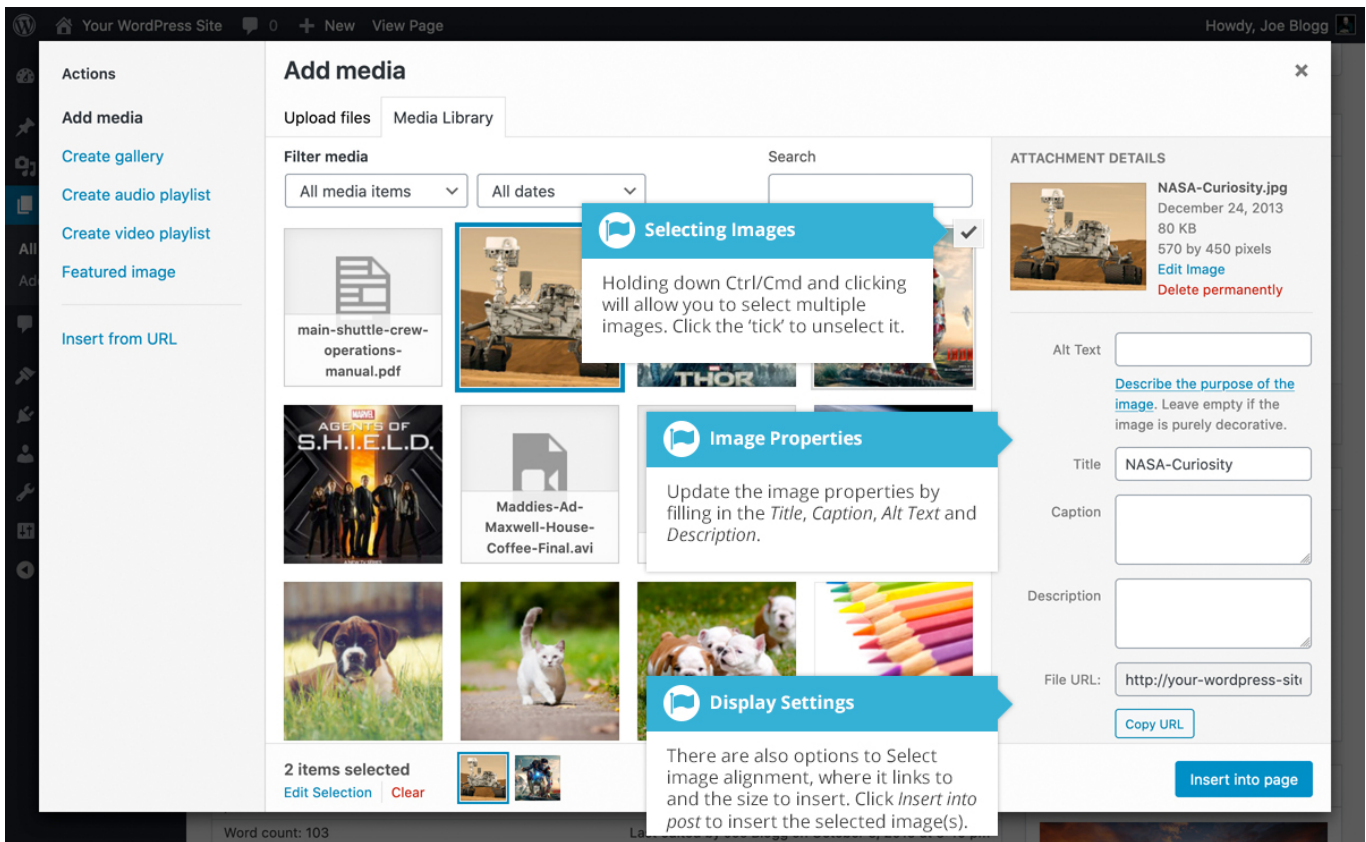 Your WordPress Site
0
New
View Page
Howdy, Joe Blogg
Actions
Add media
Create gallery
Create audio playlist
Create video playlist
Featured image
Insert from URL
All
Ad
Add media
Upload files
Media Library
Filter media
All media items
All dates
Search
main-shuttle-crew-
operations-
manual.pdf
THOR
MARVEL
AGENTS OF
S.H.I.E.L.D.
Maddies-Ad-
Maxwell-House-
Coffee-Final.avi
Selecting Images
Holding down Ctrl/Cmd and clicking
will allow you to select multiple
images. Click the ‘tick’ to unselect it.
Image Properties
Update the image properties by
filling in the Title, Caption, Alt Text and
Description.
Display Settings
There are also options to Select
image alignment, where it links to
and the size to insert. Click Insert into
post to insert the selected image(s).
ATTACHMENT DETAILS
NASA-Curiosity.jpg
December 24, 2013
80 KB
570 by 450 pixels
Edit Image
Delete permanently
Alt Text
Describe the purpose of the
image. Leave empty if the
image is purely decorative.
Title
NASA-Curiosity
Caption
Description
File URL:
http://your-wordpress-site
Copy URL
2 items selected
Edit Selection
Clear
Insert into page
Word count: 103